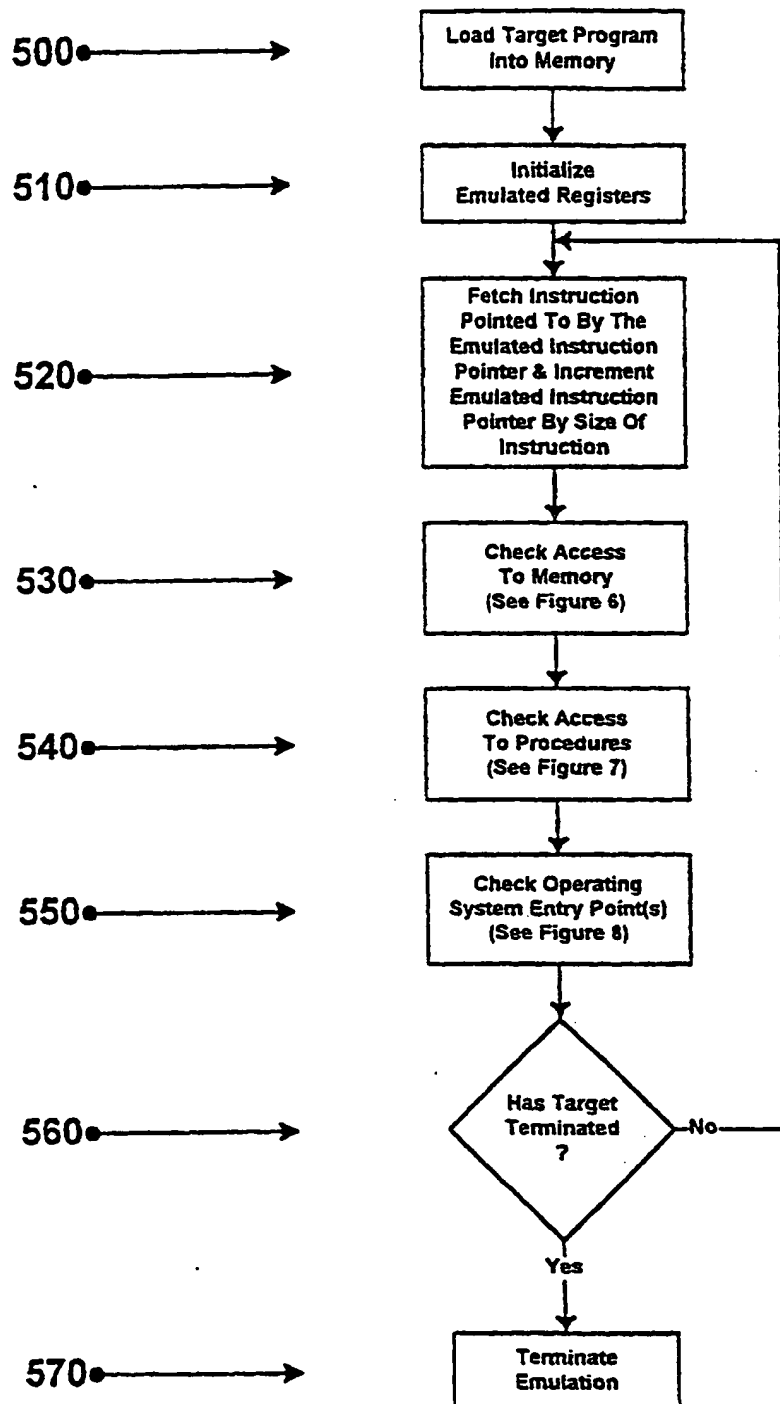 500
Load Target Program
Into Memory
510
Initialize
Emulated Registers
520
Fetch Instruction
Pointed To By The
Emulated Instruction
Pointer & Increment
Emulated Instruction
Pointer By Size Of
Instruction
530
Check Access
To Memory
(See Figure 6)
540
Check Access
To Procedures
(See Figure 7)
550
Check Operating
System Entry Point(s)
(See Figure 8)
560
Has Target
Terminated
?
No
Yes
570
Terminate
Emulation